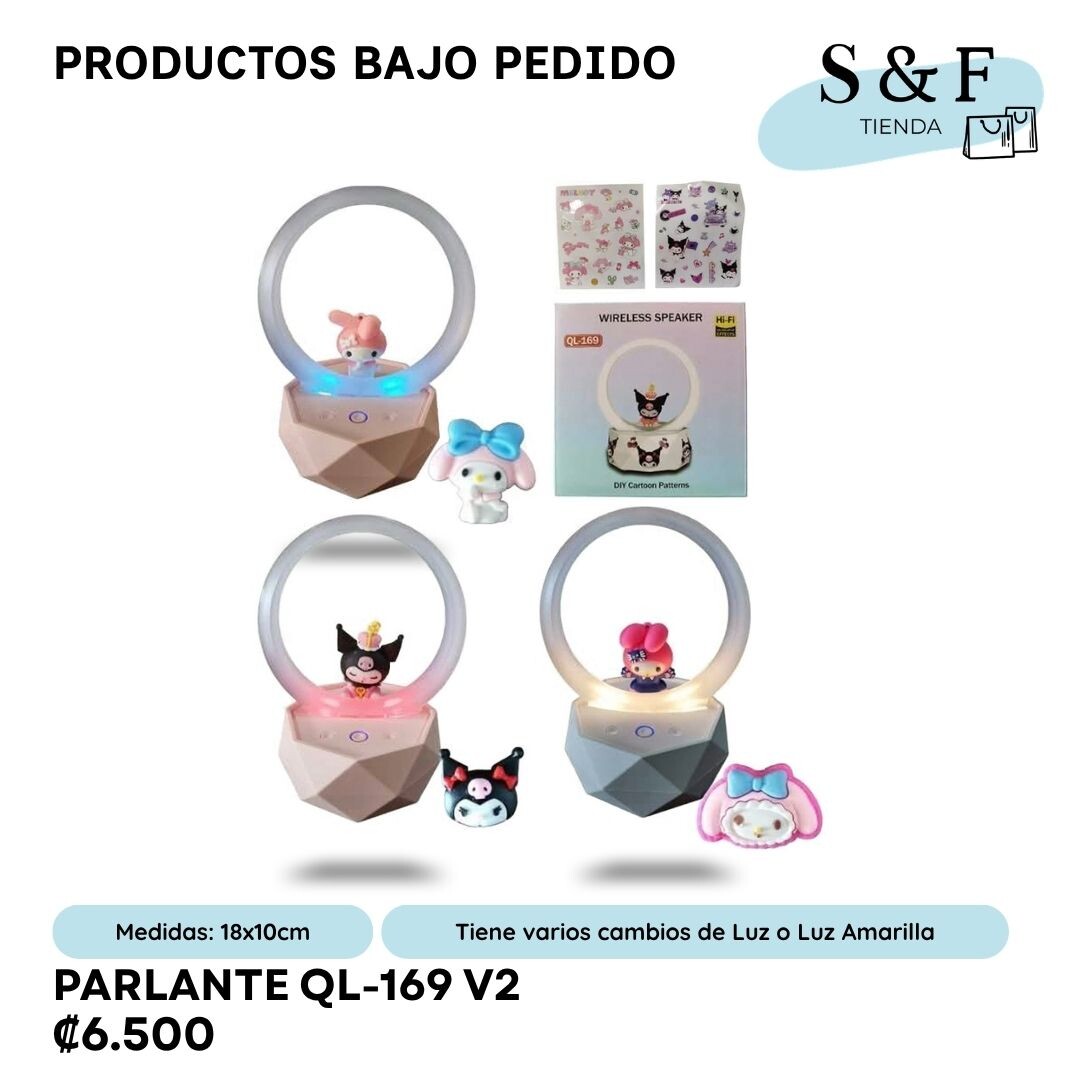 PRODUCTOS BAJO PEDIDO
S & F
TIENDA
MELODY
WIRELESS SPEAKER
Hi-Fi
QL-169
DIY Cartoon Patterns
Medidas: 18x10cm
Tiene varios cambios de Luz o Luz Amarilla
PARLANTE QL-169 V2
₡6.500